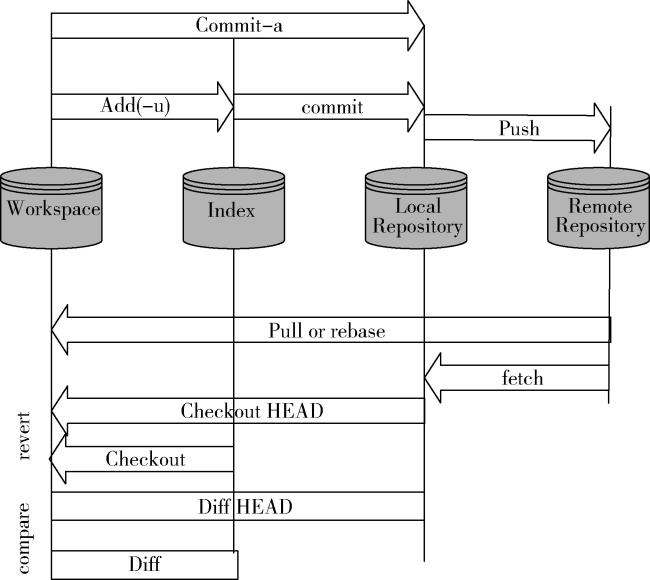 Commit-a
Add(-u)
commit
Push
Workspace
Index
Local
Repository
Remote
Repository
Pull or rebase
fetch
Checkout HEAD
revert
Checkout
Diff HEAD
compare
Diff